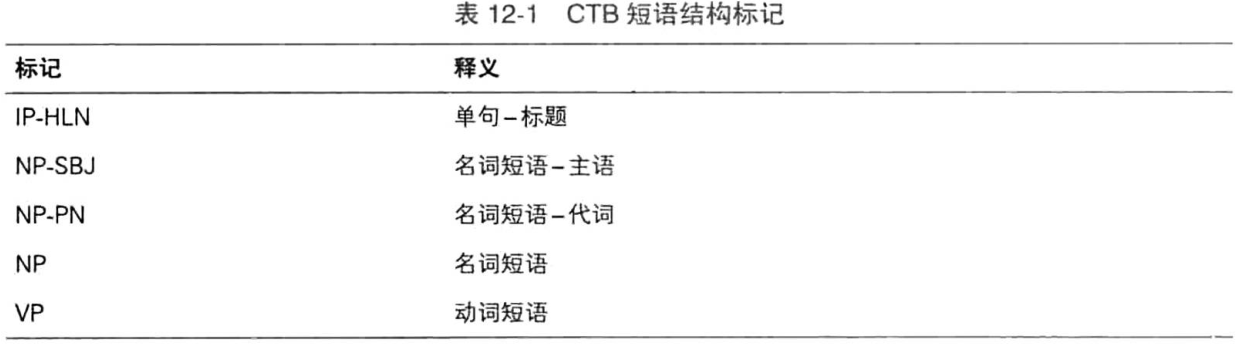 表 12-1 CTB 短语结构标记
标记 释义
IP-HLN 单句–标题
NP-SBJ 名词短语–主语
NP-PN 名词短语–代词
NP 名词短语
VP 动词短语